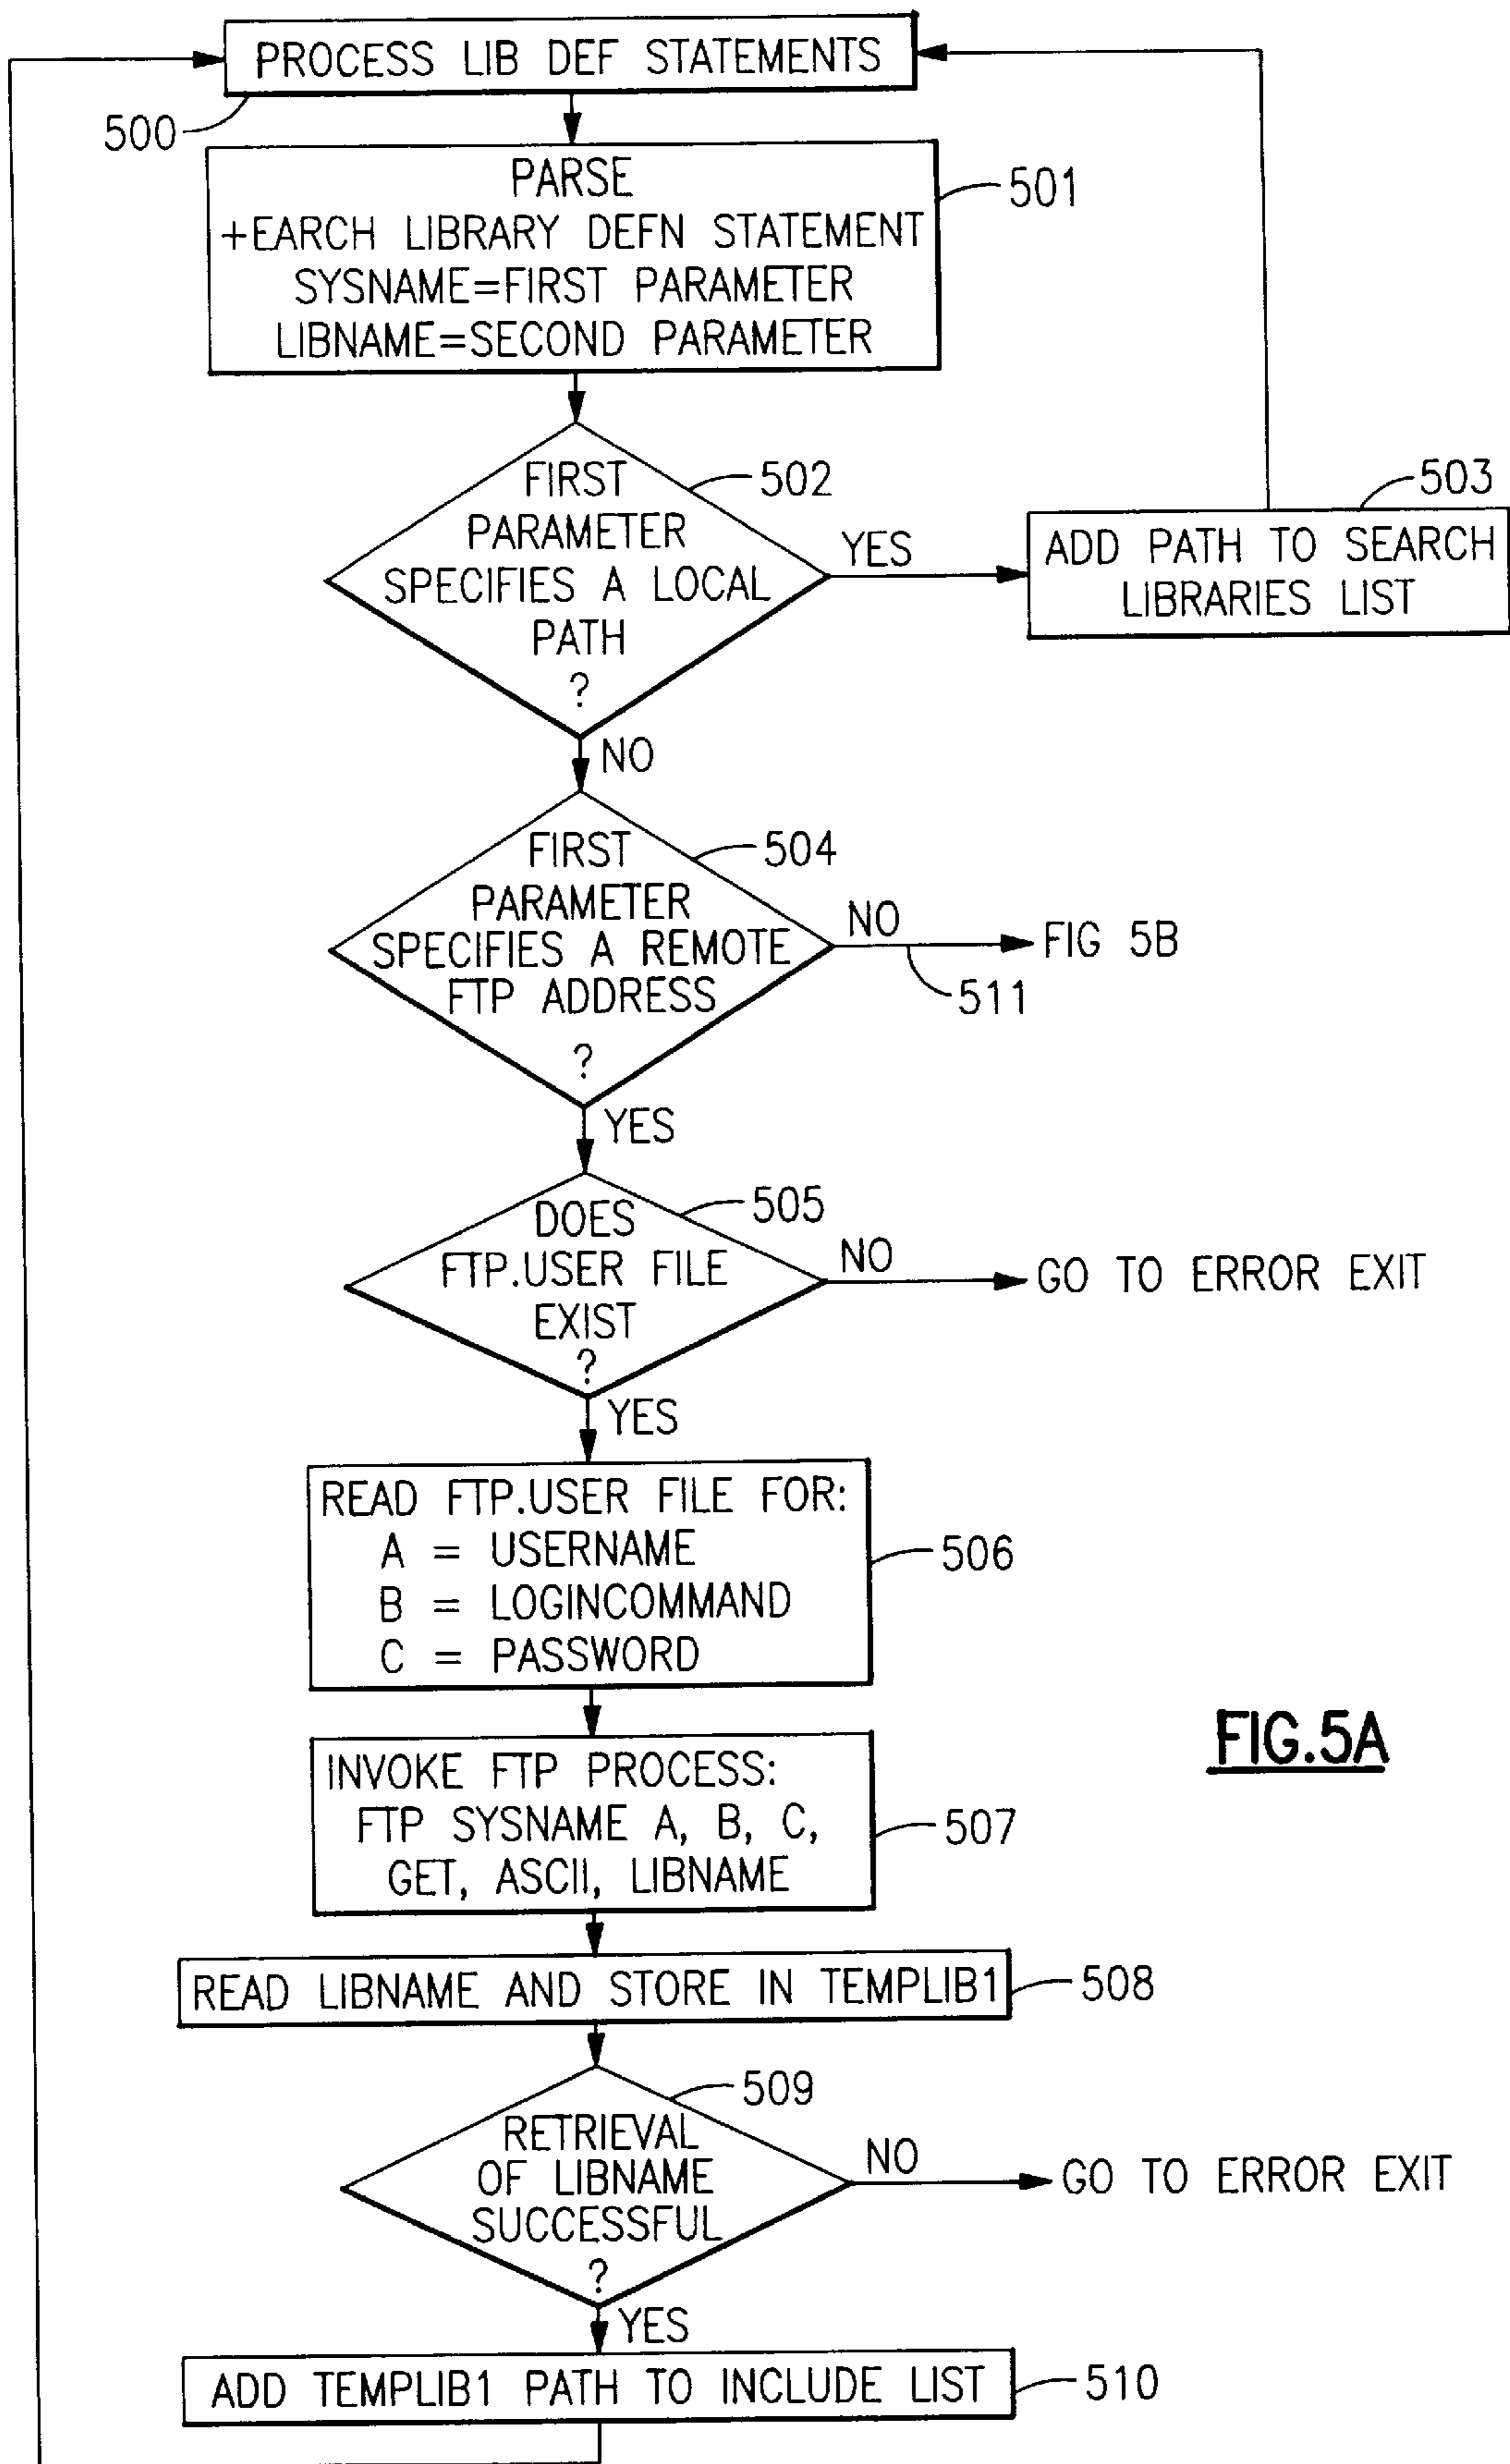 PROCESS LIB DEF STATEMENTS
500
PARSE
+EARCH LIBRARY DEFN STATEMENT
SYSNAME=FIRST PARAMETER
LIBNAME=SECOND PARAMETER
501
FIRST
PARAMETER
SPECIFIES A LOCAL
PATH
?
502
YES
503
ADD PATH TO SEARCH
LIBRARIES LIST
NO
FIRST
PARAMETER
SPECIFIES A REMOTE
FTP ADDRESS
?
504
NO
FIG 5B
511
YES
DOES
FTP.USER FILE
EXIST
?
505
NO
GO TO ERROR EXIT
YES
READ FTP.USER FILE FOR:
A = USERNAME
B = LOGINCOMMAND
C = PASSWORD
506
INVOKE FTP PROCESS:
FTP SYSNAME A, B, C,
GET, ASCII, LIBNAME
507
FIG.5A
READ LIBNAME AND STORE IN TEMPLIB1
508
RETRIEVAL
OF LIBNAME
SUCCESSFUL
?
509
NO
GO TO ERROR EXIT
YES
ADD TEMPLIB1 PATH TO INCLUDE LIST
510